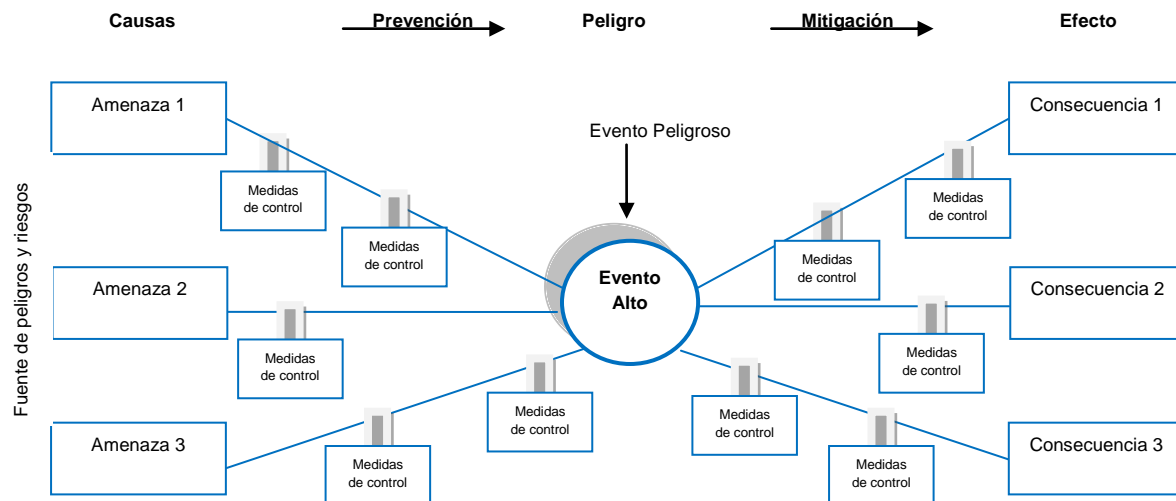 Causas
Prevención
Peligro
Mitigación
Efecto
Fuente de peligros y riesgos
Amenaza 1
Consecuencia 1
Evento Peligroso
Medidas
de control
Medidas
de control
Medidas
de control
Medidas
de control
Amenaza 2
Evento
Alto
Consecuencia 2
Medidas
de control
Medidas
de control
Medidas
de control
Medidas
de control
Amenaza 3
Medidas
de control
Medidas
de control
Consecuencia 3